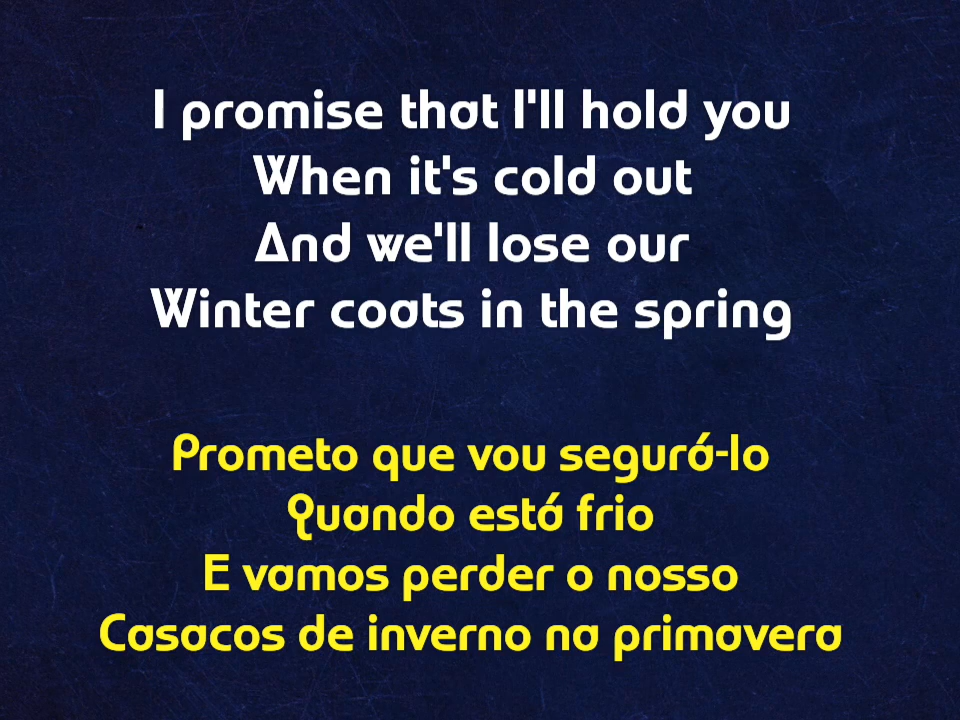 I promise that I'll hold you
When it's cold out
And we'll lose our
Winter coats in the spring
Prometo que vou segurá-lo
Quando está frio
E vamos perder o nosso
Casacos de inverno na primavera